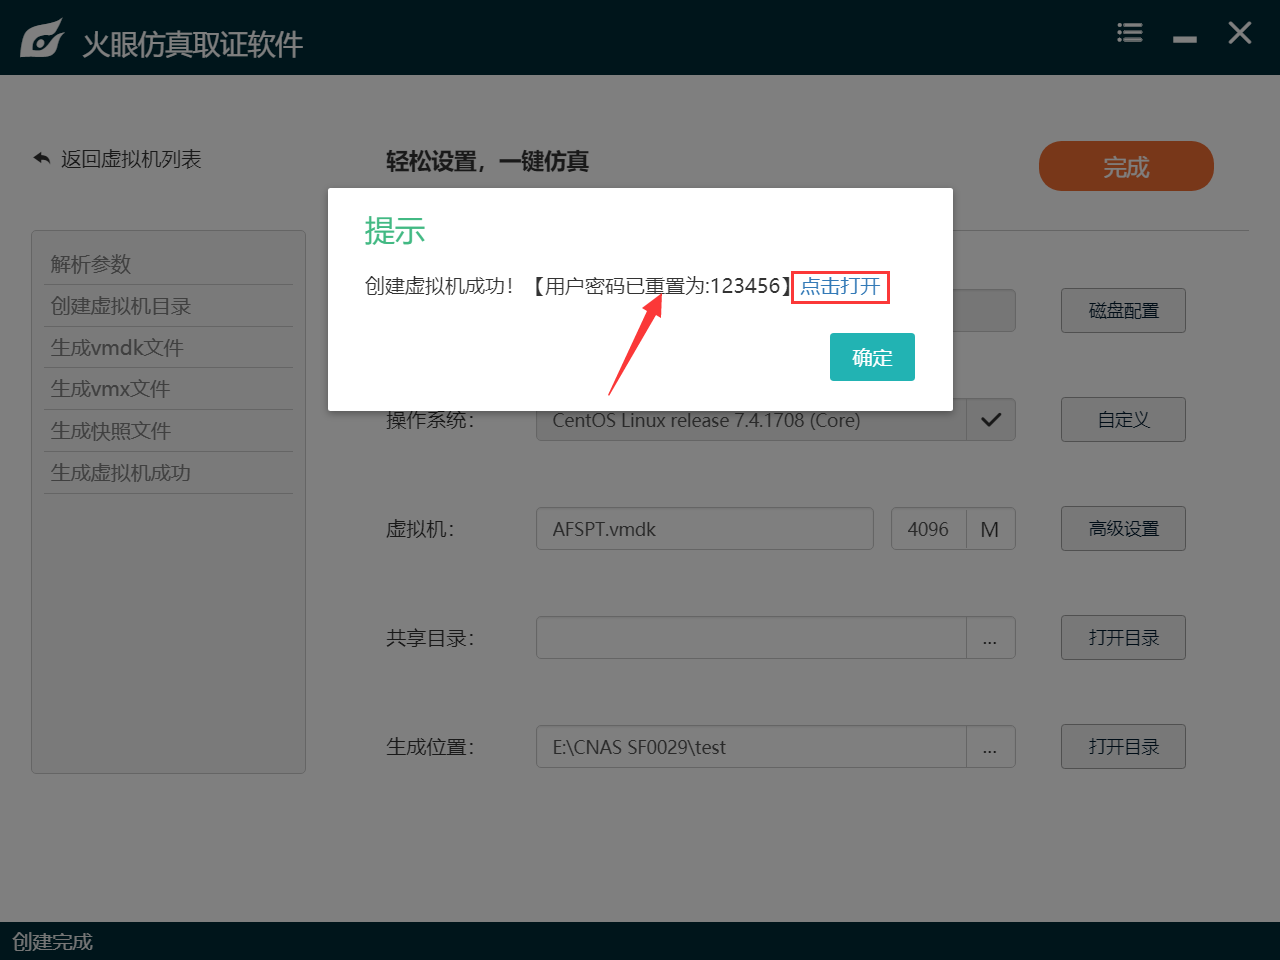 火眼仿真取证软件
返回虚拟机列表
轻松设置，一键仿真
完成
提示
创建虚拟机成功！【用户密码已重置为:123456】点击打开
确定
解析参数
创建虚拟机目录
生成vmdk文件
生成vmx文件
生成快照文件
生成虚拟机成功
磁盘配置
操作系统：
CentOS Linux release 7.4.1708 (Core)
自定义
虚拟机：
AFSPT.vmdk
4096
M
高级设置
共享目录：
...
打开目录
生成位置：
E:\CNAS SF0029\test
...
打开目录
创建完成